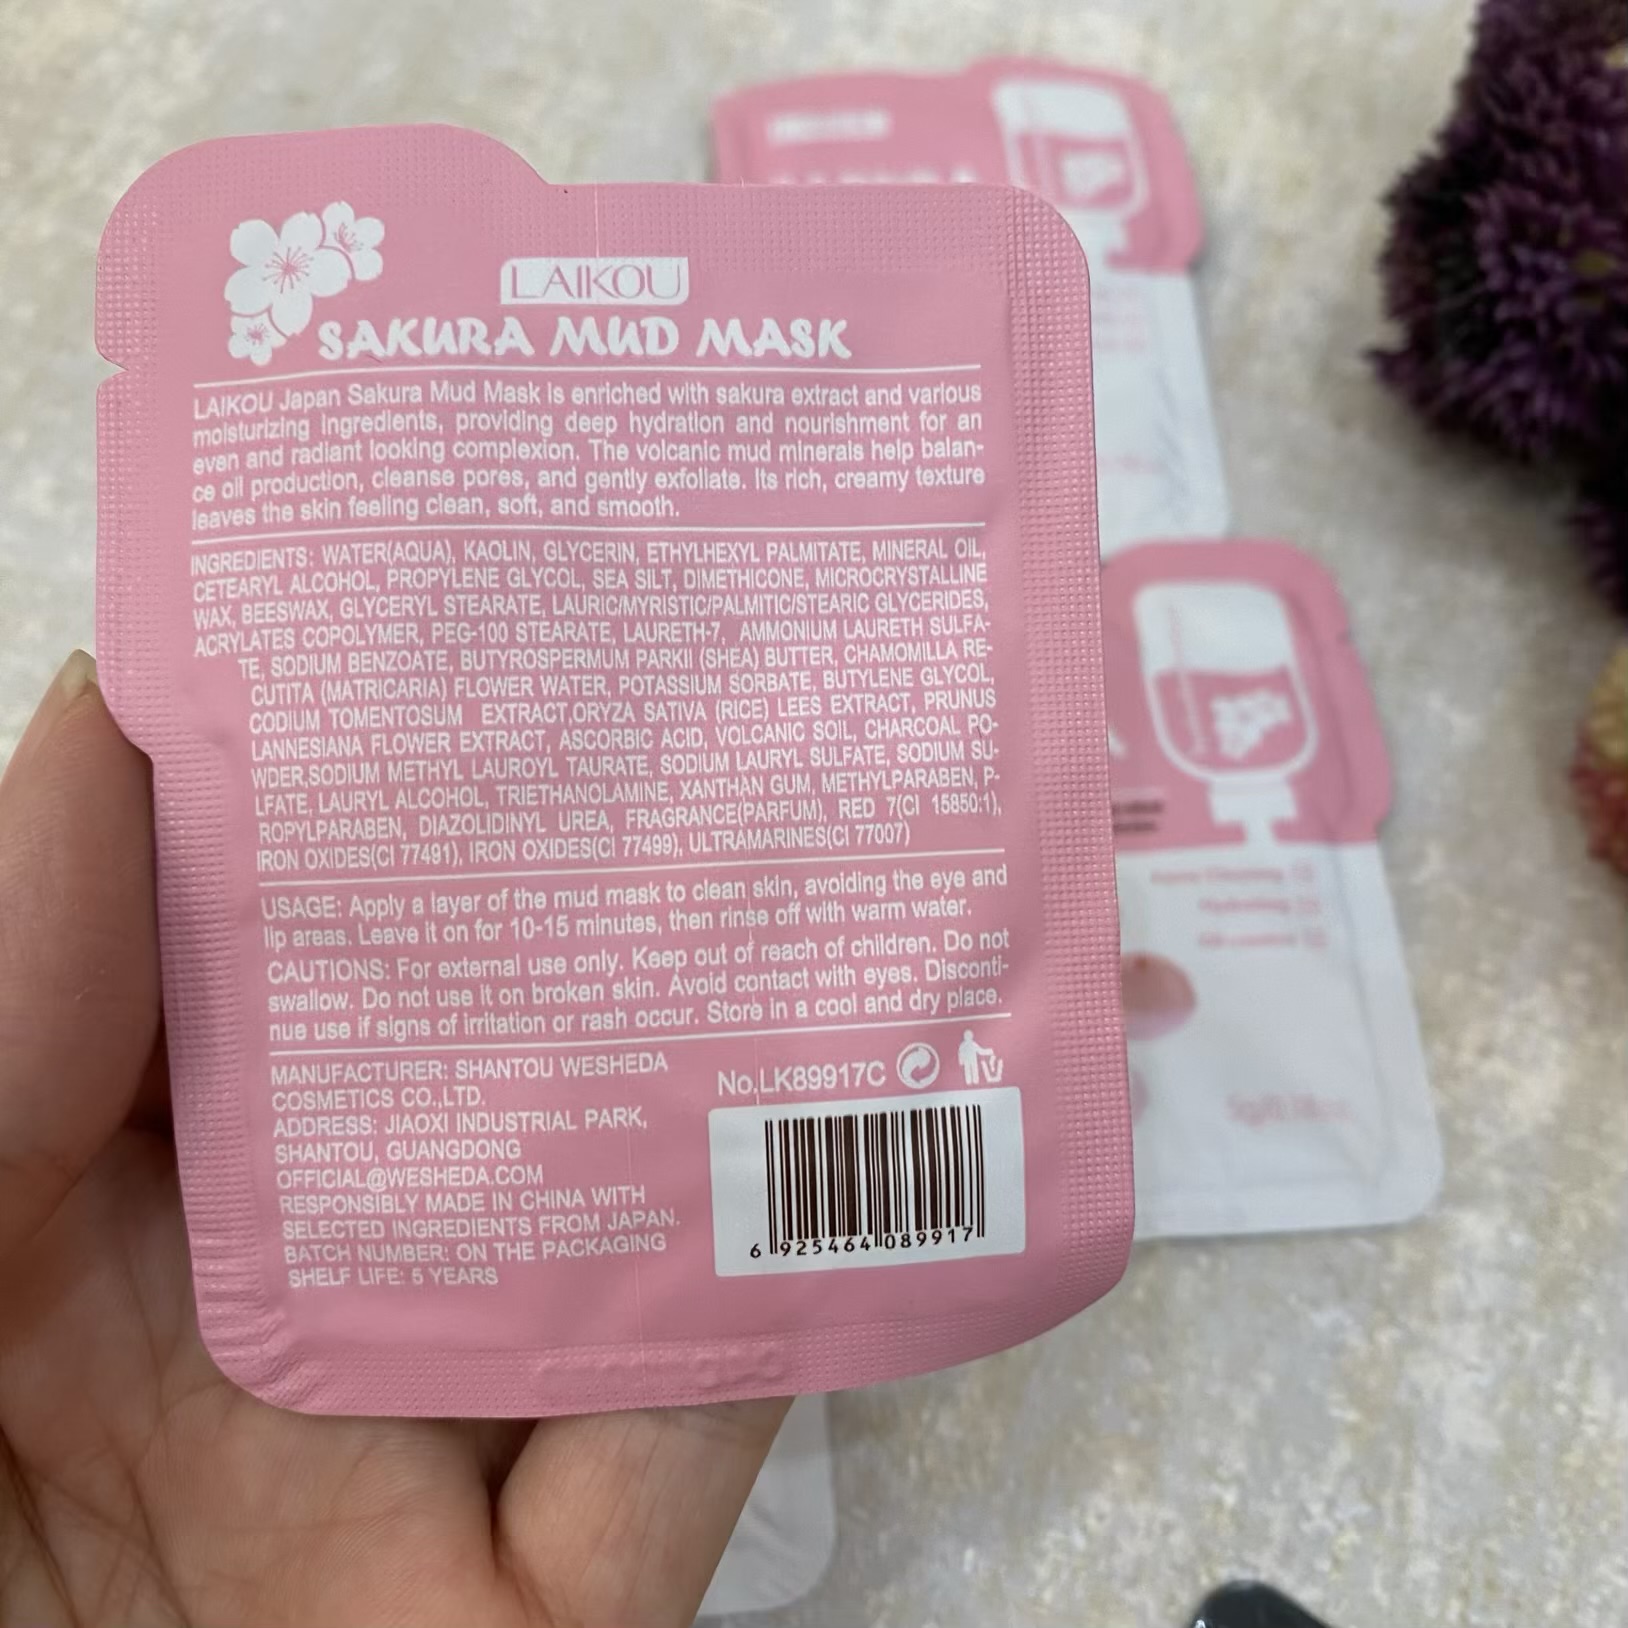 LAIKOU
SAKURA MUD MASK
LAIKOU Japan Sakura Mud Mask is enriched with sakura extract and various
moisturizing ingredients, providing deep hydration and nourishment for an
even and radiant looking complexion. The volcanic mud minerals help balan-
ce oil production, cleanse pores, and gently exfoliate. Its rich, creamy texture
leaves the skin feeling clean, soft, and smooth.
INGREDIENTS: WATER(AQUA), KAOLIN, GLYCERIN, ETHYLHEXYL PALMITATE, MINERAL OIL,
CETEARYL ALCOHOL, PROPYLENE GLYCOL, SEA SILT, DIMETHICONE, MICROCRYSTALLINE
WAX, BEESWAX, GLYCERYL STEARATE, LAURIC/MYRISTIC/PALMITIC/STEARIC GLYCERIDES,
ACRYLATES COPOLYMER, PEG-100 STEARATE, LAURETH-7, AMMONIUM LAURETH SULFA-
TE, SODIUM BENZOATE, BUTYROSPERMUM PARKII (SHEA) BUTTER, CHAMOMILLA RE-
CUTITA (MATRICARIA) FLOWER WATER, POTASSIUM SORBATE, BUTYLENE GLYCOL,
CODIUM TOMENTOSUM EXTRACT,ORYZA SATIVA (RICE) LEES EXTRACT, PRUNUS
LANNESIANA FLOWER EXTRACT, ASCORBIC ACID, VOLCANIC SOIL, CHARCOAL PO-
WDER,SODIUM METHYL LAUROYL TAURATE, SODIUM LAURYL SULFATE, SODIUM SU-
LFATE, LAURYL ALCOHOL, TRIETHANOLAMINE, XANTHAN GUM, METHYLPARABEN, P-
ROPYLPARABEN, DIAZOLIDINYL UREA, FRAGRANCE(PARFUM), RED 7(CI 15850:1),
IRON OXIDES(CI 77491), IRON OXIDES(CI 77499), ULTRAMARINES(CI 77007)
USAGE: Apply a layer of the mud mask to clean skin, avoiding the eye and
lip areas. Leave it on for 10-15 minutes, then rinse off with warm water.
CAUTIONS: For external use only. Keep out of reach of children. Do not
swallow. Do not use it on broken skin. Avoid contact with eyes. Disconti-
nue use if signs of irritation or rash occur. Store in a cool and dry place.
MANUFACTURER: SHANTOU WESHEDA
COSMETICS CO.,LTD.
ADDRESS: JIAOXI INDUSTRIAL PARK,
SHANTOU, GUANGDONG
OFFICIAL@WESHEDA.COM
RESPONSIBLY MADE IN CHINA WITH
SELECTED INGREDIENTS FROM JAPAN.
BATCH NUMBER: ON THE PACKAGING
SHELF LIFE: 5 YEARS
No.LK89917C
6 925464 089917